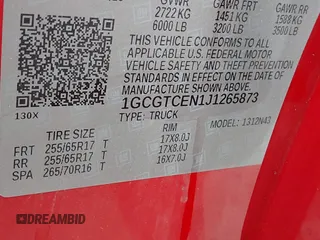 GVWR GAWR FRT GAWR RR
2722 KG 1451 KG 1588 KG
6000 LB 3200 LB 3500 LB
THIS VEHICLE CONFORMS TO ALL
APPLICABLE U.S. FEDERAL MOTOR
VEHICLE SAFETY AND THEFT PREVENTION
STANDARDS IN EFFECT ON THE DATE OF
MANUFACTURE SHOWN ABOVE.
1GCGTCEN1J1265873
130X TYPE: TRUCK
MODEL: 1312N43
TIRE SIZE RIM
FRT 255/65R17 T 17X8.0J
RR 255/65R17 T 17X8.0J
SPA 265/70R16 T 16X7.0J
DREAMBID